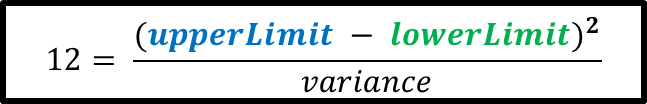 12 = (upperLimit − lowerLimit)² / variance